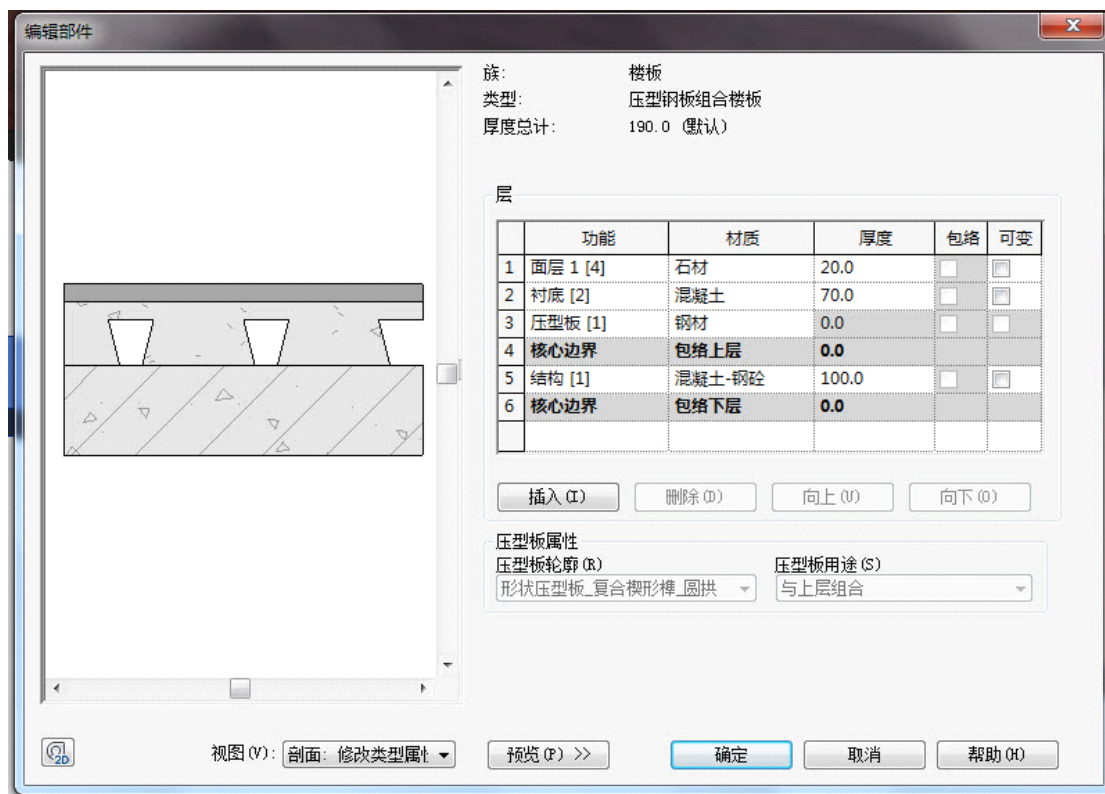 编辑部件
族: 楼板
类型: 压型钢板组合楼板
厚度总计: 190.0 (默认)
层
功能 材质 厚度 包络 可变
1 面层 1 [4] 石材 20.0
2 衬底 [2] 混凝土 70.0
3 压型板 [1] 钢材 0.0
4 核心边界 包络上层 0.0
5 结构 [1] 混凝土-钢砼 100.0
6 核心边界 包络下层 0.0
插入(I) 删除(D) 向上(U) 向下(O)
压型板属性
压型板轮廓(R) 压型板用途(S)
形状压型板_复合楔形榫_圆拱 与上层组合
2D 视图(V): 剖面: 修改类型属 预览(P) >> 确定 取消 帮助(H)